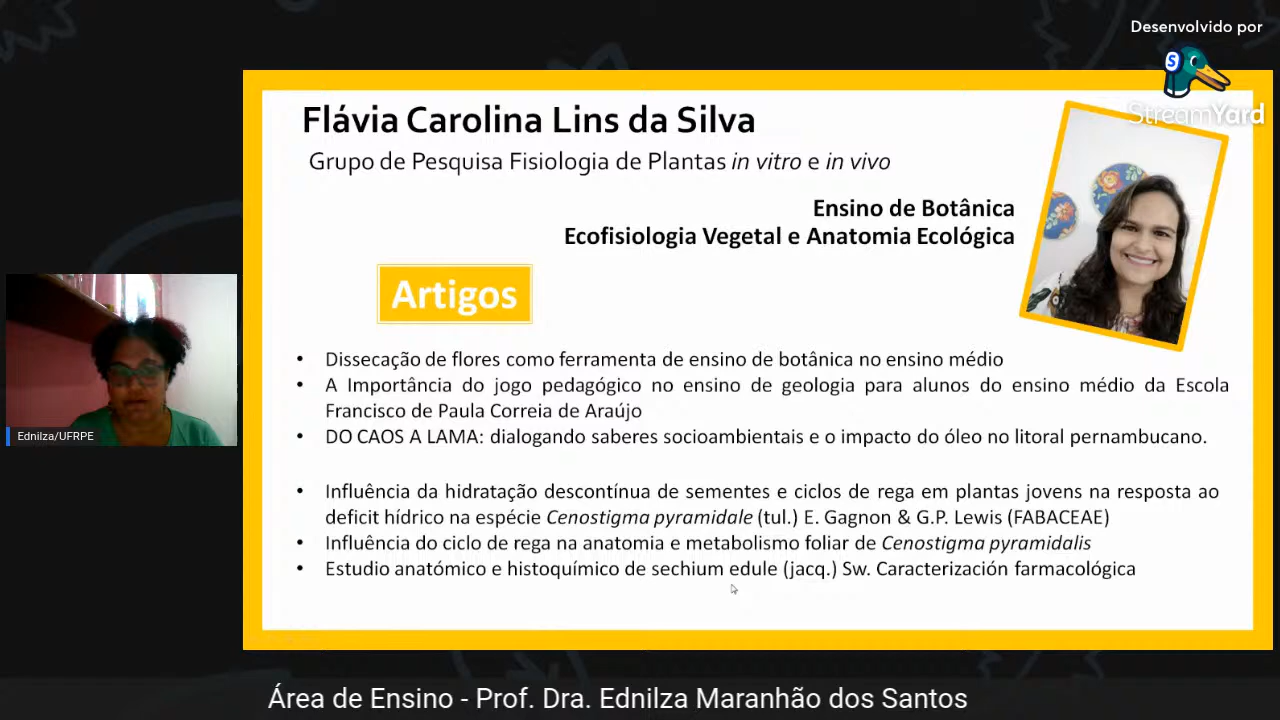 Desenvolvido por
S
StreamYard
Flávia Carolina Lins da Silva
Grupo de Pesquisa Fisiologia de Plantas in vitro e in vivo
Ensino de Botânica
Ecofisiologia Vegetal e Anatomia Ecológica
Artigos
• Dissecação de flores como ferramenta de ensino de botânica no ensino médio
• A Importância do jogo pedagógico no ensino de geologia para alunos do ensino médio da Escola
Francisco de Paula Correia de Araújo
• DO CAOS A LAMA: dialogando saberes socioambientais e o impacto do óleo no litoral pernambucano.
• Influência da hidratação descontínua de sementes e ciclos de rega em plantas jovens na resposta ao
deficit hídrico na espécie Cenostigma pyramidale (tul.) E. Gagnon & G.P. Lewis (FABACEAE)
• Influência do ciclo de rega na anatomia e metabolismo foliar de Cenostigma pyramidalis
• Estudio anatómico e histoquímico de sechium edule (jacq.) Sw. Caracterización farmacológica
Ednilza/UFRPE
Área de Ensino - Prof. Dra. Ednilza Maranhão dos Santos